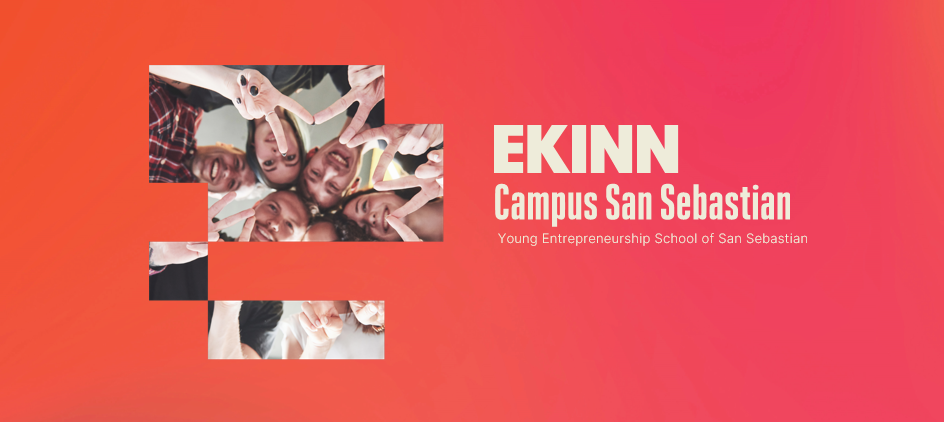 EKINN
Campus San Sebastian
Young Entrepreneurship School of San Sebastian